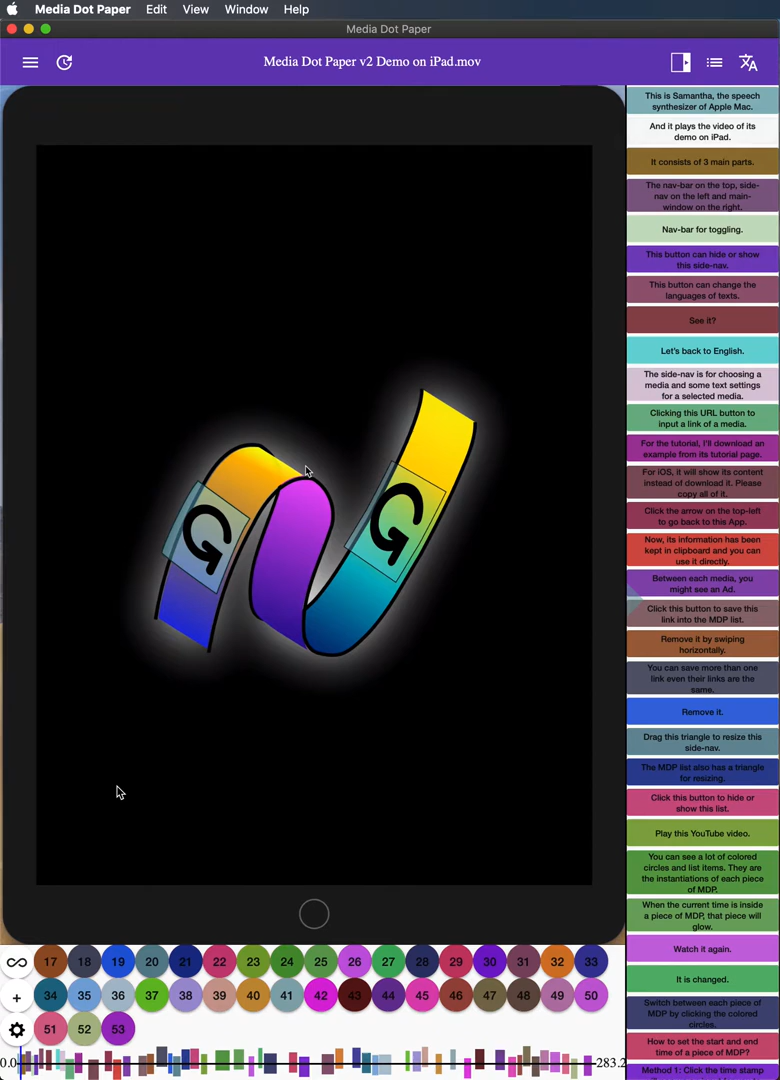 Media Dot Paper Edit View Window Help
Media Dot Paper
Media Dot Paper v2 Demo on iPad.mov
This is Samantha, the speech
synthesizer of Apple Mac.
And it plays the video of its
demo on iPad.
It consists of 3 main parts.
The nav-bar on the top, side-
nav on the left and main-
window on the right.
Nav-bar for toggling.
This button can hide or show
this side-nav.
This button can change the
languages of texts.
See it?
Let's back to English.
The side-nav is for choosing a
media and some text settings
for a selected media.
Clicking this URL button to
input a link of a media.
For the tutorial, I'll download an
example from its tutorial page.
For iOS, it will show its content
instead of download it. Please
copy all of it.
Click the arrow on the top-left
to go back to this App.
Now, its information has been
kept in clipboard and you can
use it directly.
Between each media, you
might see an Ad.
Click this button to save this
link into the MDP list.
Remove it by swiping
horizontally.
You can save more than one
link even their links are the
same.
Remove it.
Drag this triangle to resize this
side-nav.
The MDP list also has a triangle
for resizing.
Click this button to hide or
show this list.
Play this YouTube video.
You can see a lot of colored
circles and list items. They are
the instantiations of each piece
of MDP.
When the current time is inside
a piece of MDP, that piece will
glow.
Watch it again.
It is changed.
Switch between each piece of
MDP by clicking the colored
circles.
How to set the start and end
time of a piece of MDP?
Method 1: Click the time stamp
G G
∞ 17 18 19 20 21 22 23 24 25 26 27 28 29 30 31 32 33
+ 34 35 36 37 38 39 40 41 42 43 44 45 46 47 48 49 50
51 52 53
0.0 283.2